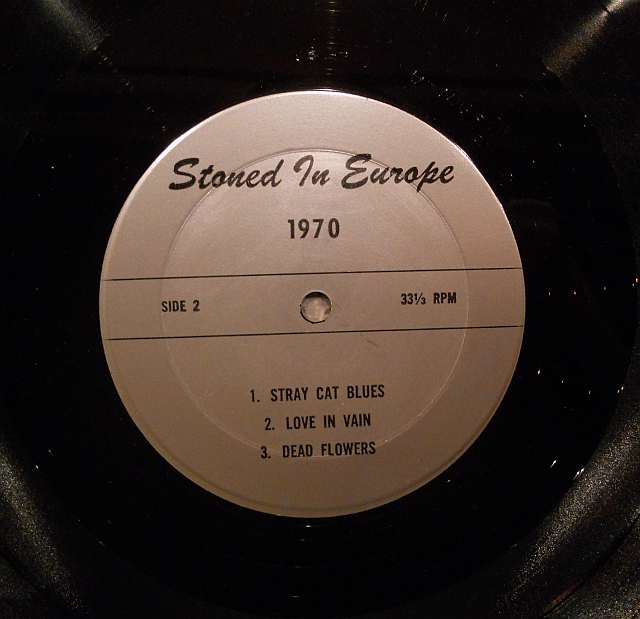 Stoned In Europe
1970
SIDE 2 33⅓ RPM
1. STRAY CAT BLUES
2. LOVE IN VAIN
3. DEAD FLOWERS